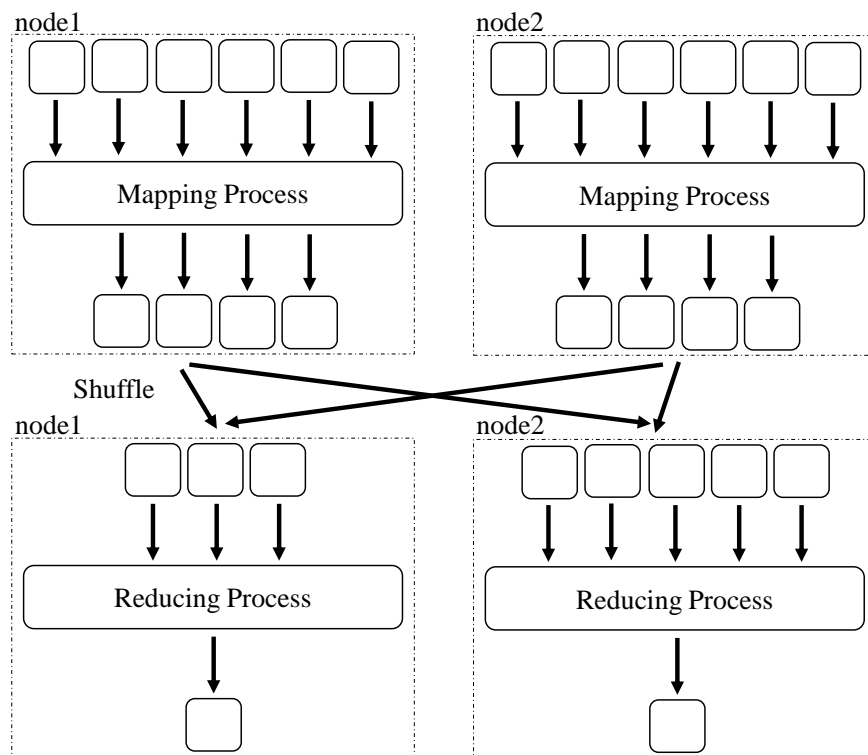 node1
node2
Mapping Process
Mapping Process
Shuffle
node1
node2
Reducing Process
Reducing Process